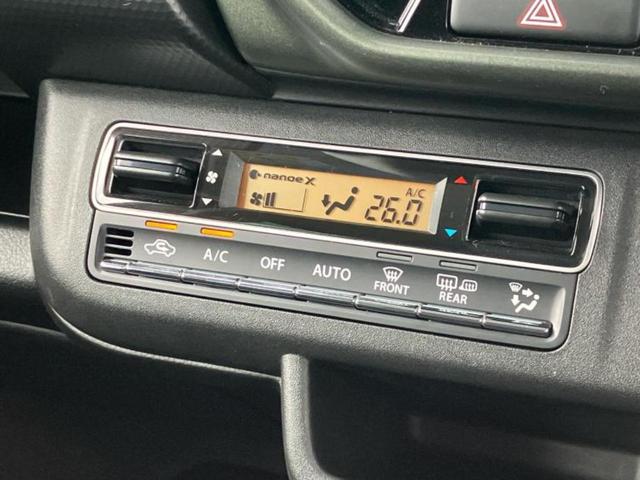 nanoe X
A/C
26.0
A/C
OFF
AUTO
FRONT
REAR